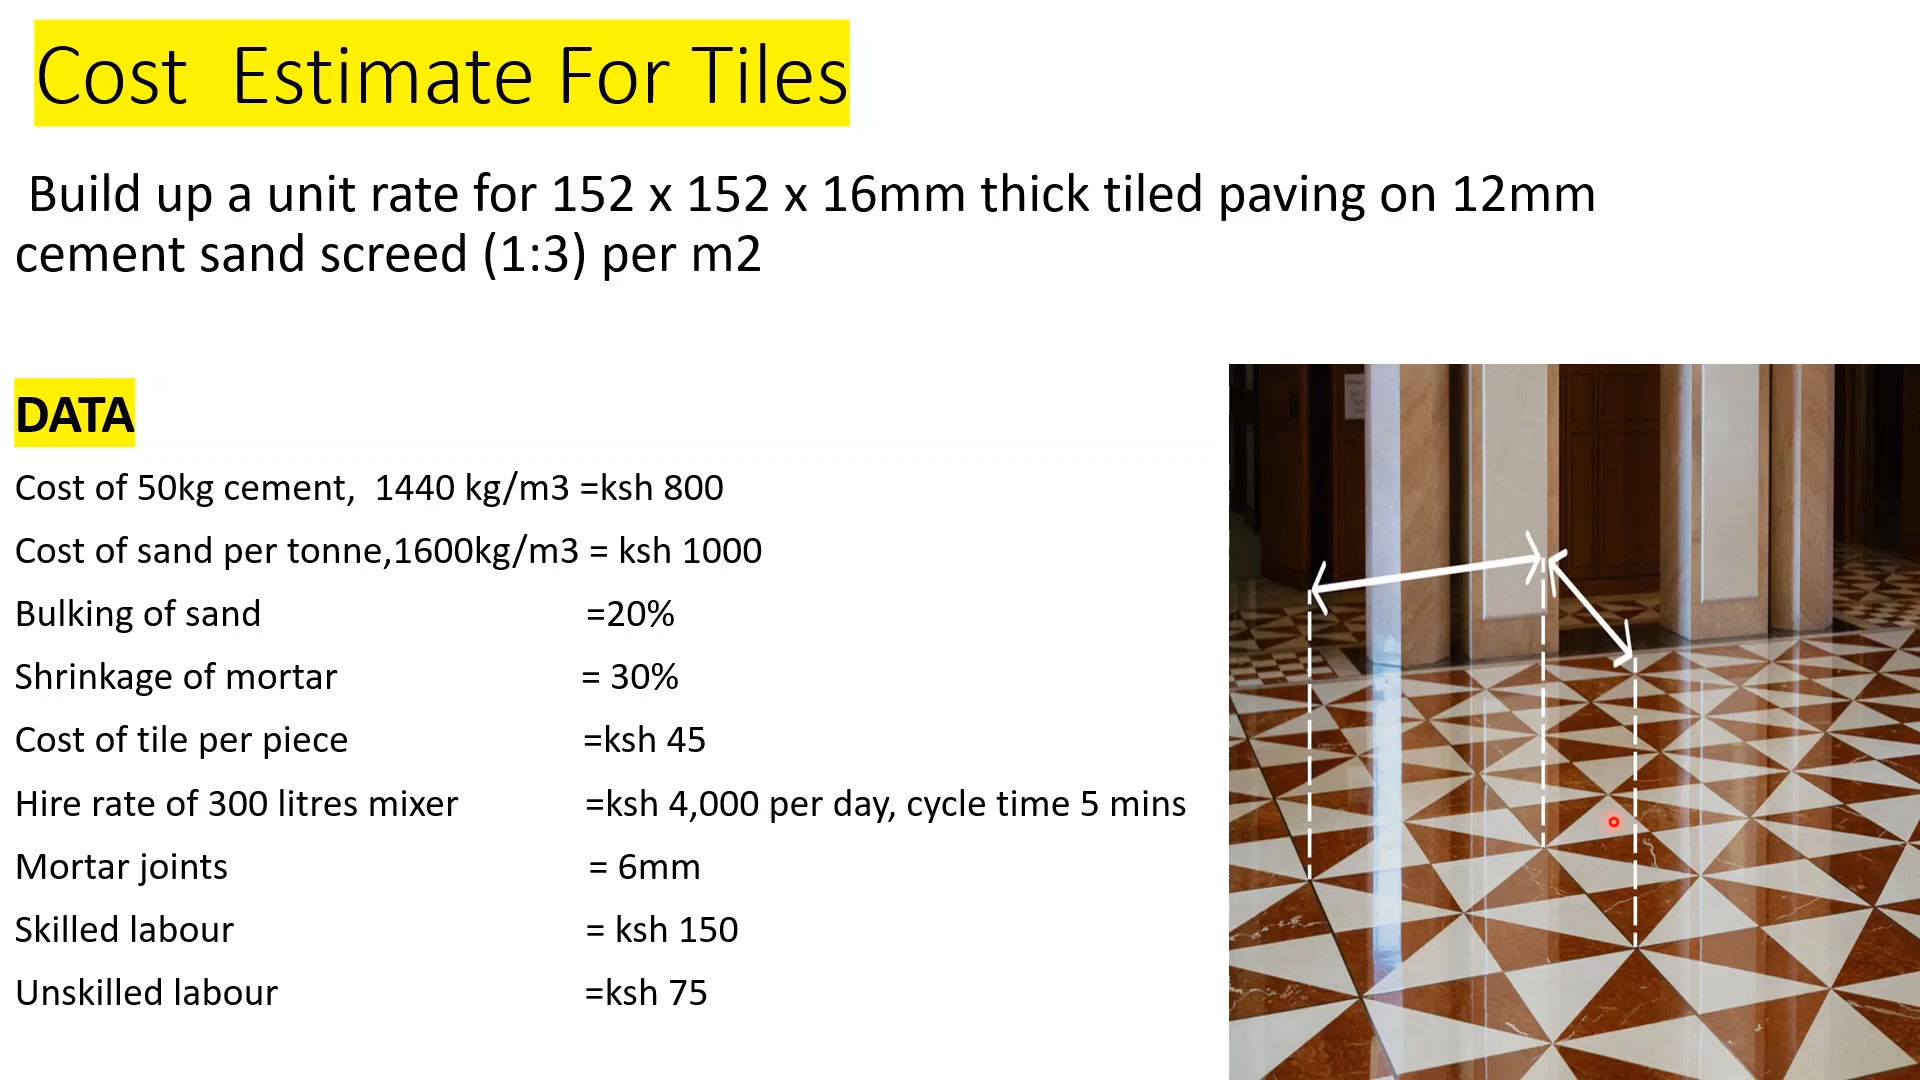 Cost Estimate For Tiles
Build up a unit rate for 152 x 152 x 16mm thick tiled paving on 12mm
cement sand screed (1:3) per m2
DATA
Cost of 50kg cement, 1440 kg/m3 =ksh 800
Cost of sand per tonne,1600kg/m3 = ksh 1000
Bulking of sand =20%
Shrinkage of mortar = 30%
Cost of tile per piece =ksh 45
Hire rate of 300 litres mixer =ksh 4,000 per day, cycle time 5 mins
Mortar joints = 6mm
Skilled labour = ksh 150
Unskilled labour =ksh 75